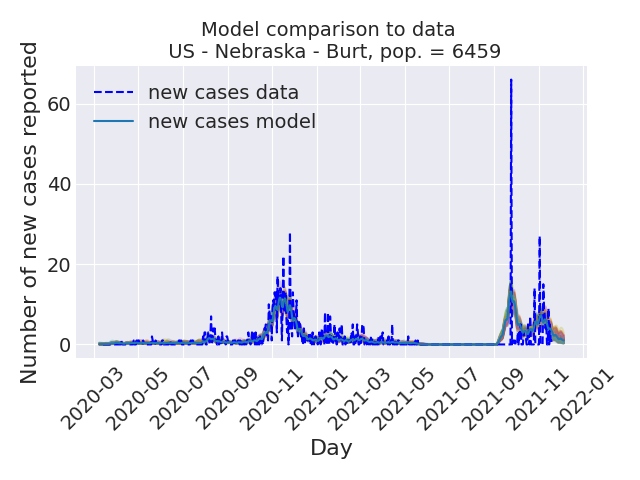 Model comparison to data
US - Nebraska - Burt, pop. = 6459
Number of new cases reported
60
40
20
0
new cases data
new cases model
2020-03
2020-05
2020-07
2020-09
2020-11
2021-01
2021-03
2021-05
2021-07
2021-09
2021-11
2022-01
Day